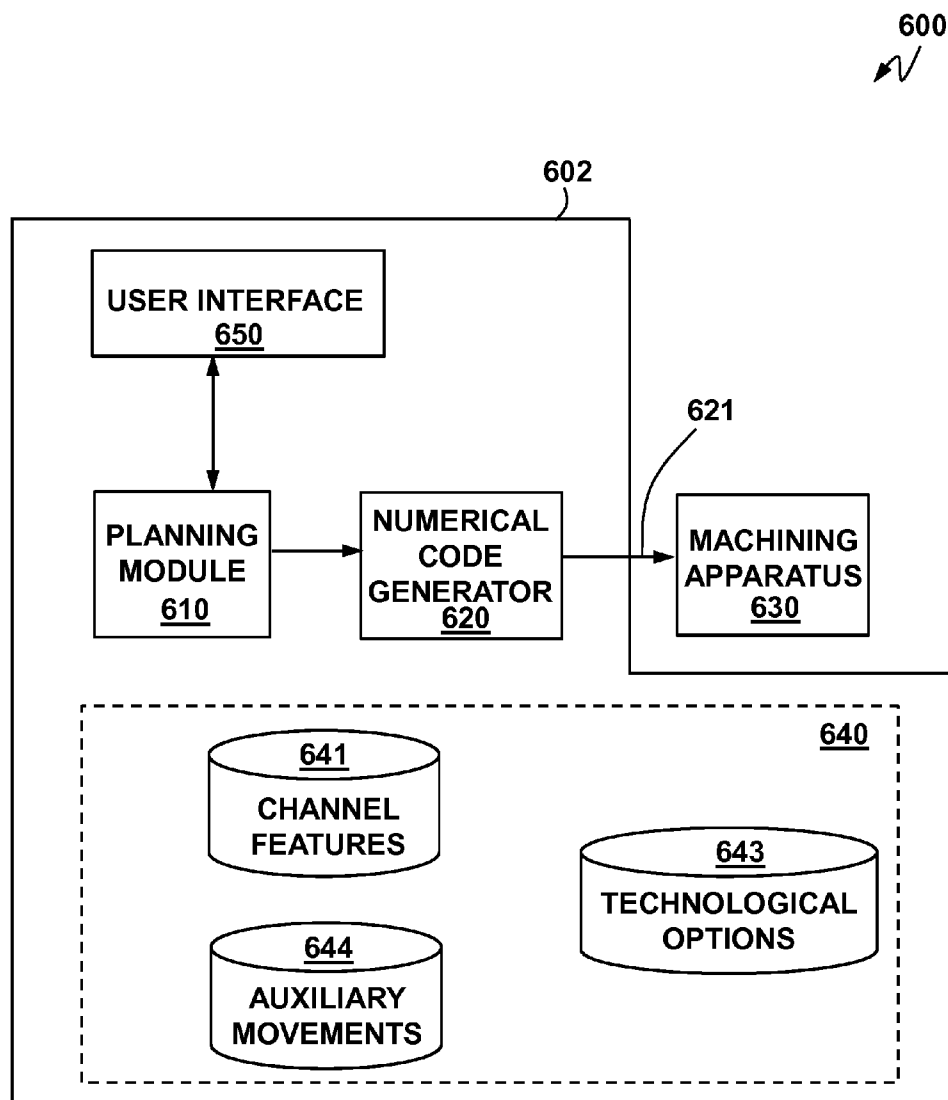 600
602
USER INTERFACE
650
621
PLANNING
MODULE
610
NUMERICAL
CODE
GENERATOR
620
MACHINING
APPARATUS
630
640
641
CHANNEL
FEATURES
643
TECHNOLOGICAL
OPTIONS
644
AUXILIARY
MOVEMENTS